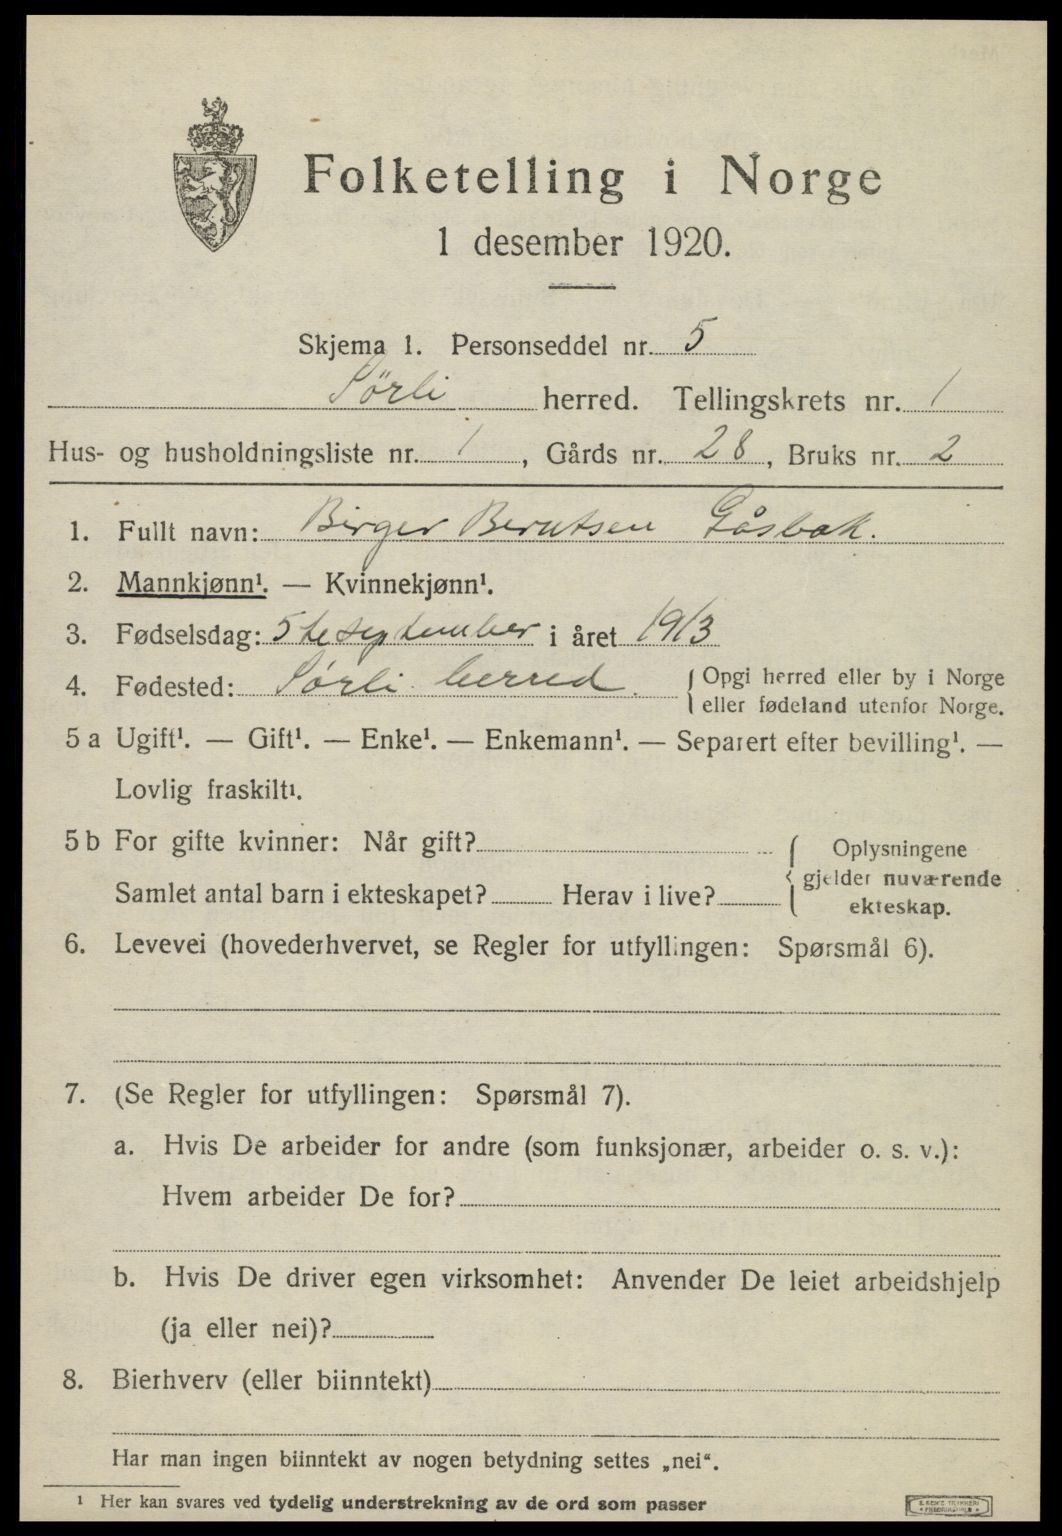 Folketelling i Norge
1 desember 1920.
Skjema 1. Personseddel nr. 5
Sørli herred. Tellingskrets nr. 1
Hus- og husholdningsliste nr. 1, Gårds nr. 28, Bruks nr. 2
1. Fullt navn: Birger Berntsen Gåsbak.
2. Mannkjønn¹. — Kvinnekjønn¹.
3. Fødselsdag: 5te september i året 1913
4. Fødested: Sørli herred. { Opgi herred eller by i Norge
eller fødeland utenfor Norge.
5 a Ugift¹. — Gift¹. — Enke¹. — Enkemann¹. — Separert efter bevilling¹. —
Lovlig fraskilt¹.
5 b For gifte kvinner: Når gift? { Oplysningene
gjelder nuværende
Samlet antal barn i ekteskapet? Herav i live?
ekteskap.
6. Levevei (hovederhvervet, se Regler for utfyllingen: Spørsmål 6).
7. (Se Regler for utfyllingen: Spørsmål 7).
a. Hvis De arbeider for andre (som funksjonær, arbeider o. s. v.):
Hvem arbeider De for?
b. Hvis De driver egen virksomhet: Anvender De leiet arbeidshjelp
(ja eller nei)?
8. Bierhverv (eller biinntekt)
Har man ingen biinntekt av nogen betydning settes „nei“.
¹ Her kan svares ved tydelig understrekning av de ord som passer